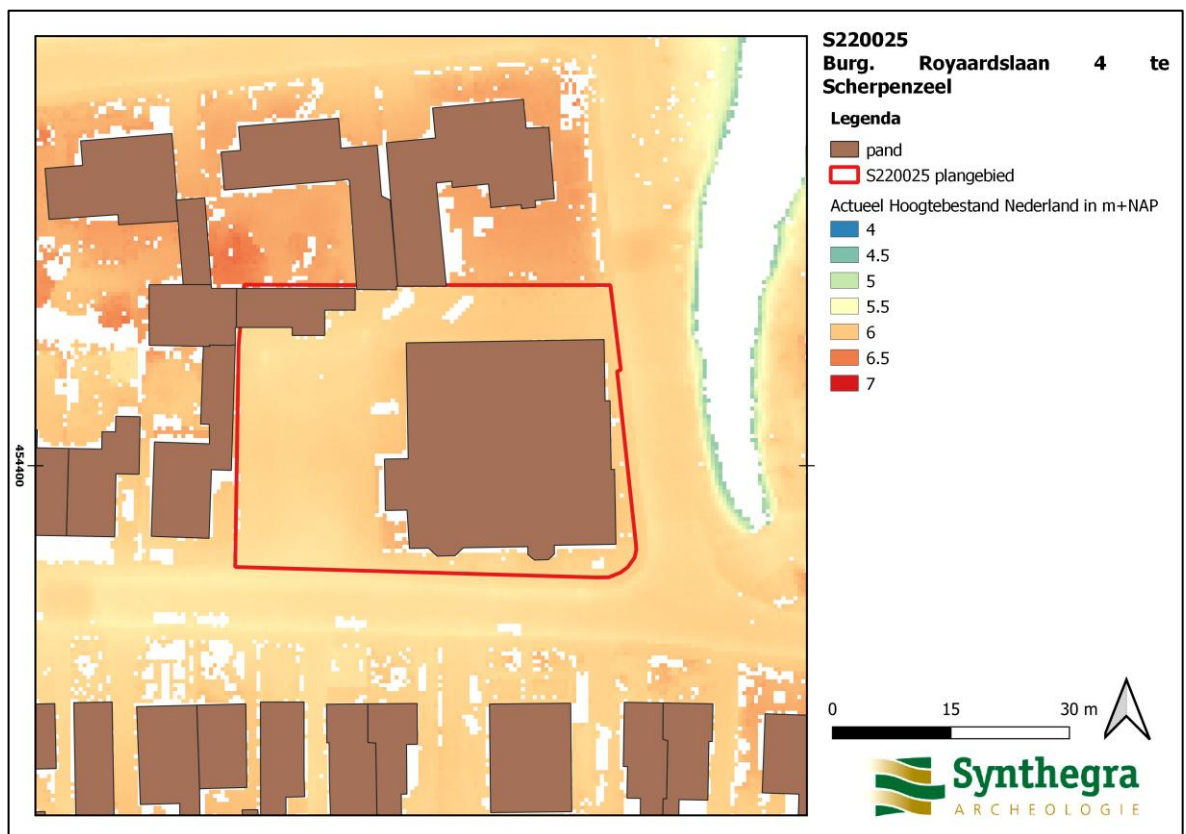 S220025
Burg. Royaardslaan 4 te
Scherpenzeel
Legenda
pand
S220025 plangebied
Actueel Hoogtebestand Nederland in m+NAP
4
4.5
5
5.5
6
6.5
7
454400
0 15 30 m
Synthegra
ARCHEOLOGIE